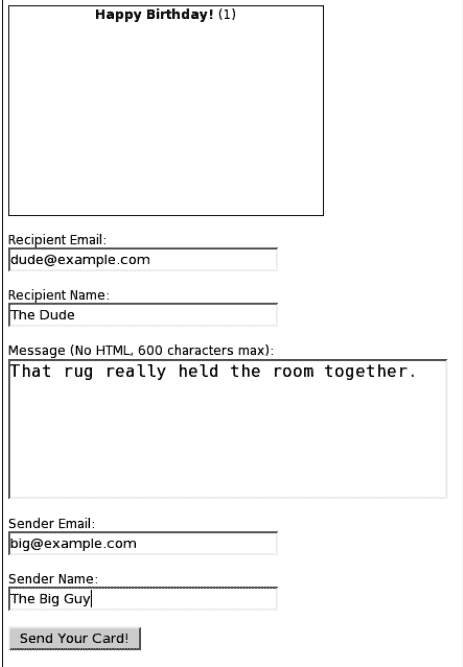 Happy Birthday! (1)
Recipient Email:
dude@example.com
Recipient Name:
The Dude
Message (No HTML, 600 characters max):
That rug really held the room together.
Sender Email:
big@example.com
Sender Name:
The Big Guy
Send Your Card!